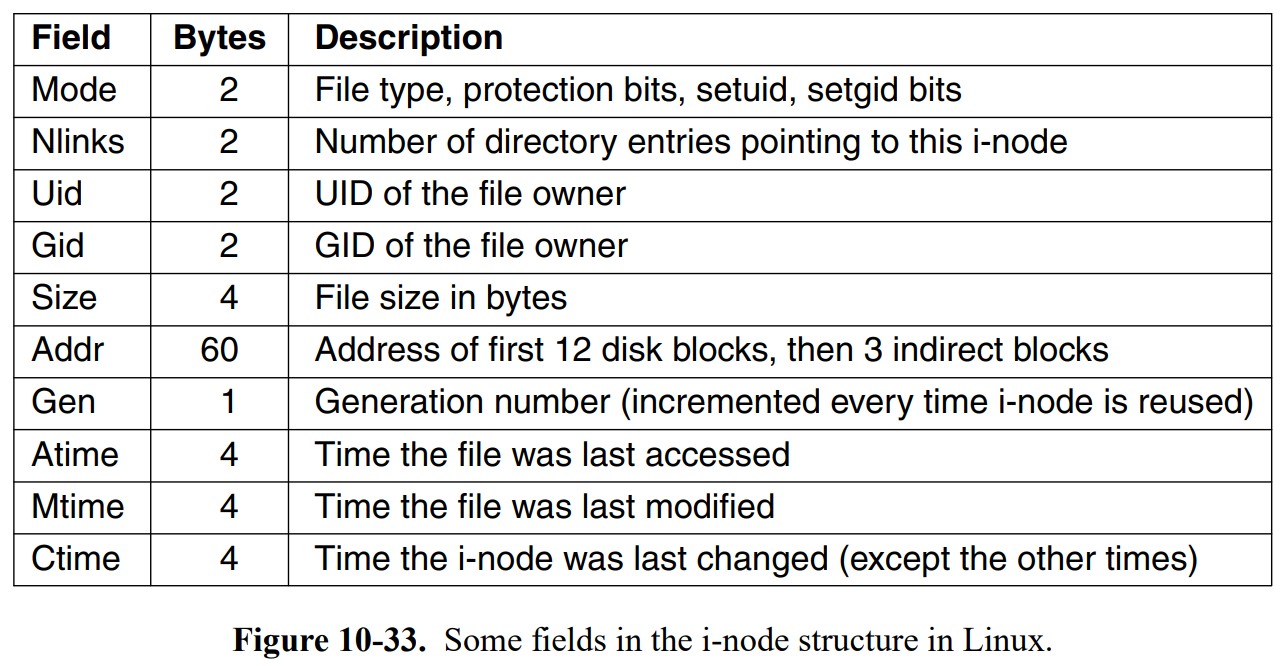 Field Bytes Description
Mode 2 File type, protection bits, setuid, setgid bits
Nlinks 2 Number of directory entries pointing to this i-node
Uid 2 UID of the file owner
Gid 2 GID of the file owner
Size 4 File size in bytes
Addr 60 Address of first 12 disk blocks, then 3 indirect blocks
Gen 1 Generation number (incremented every time i-node is reused)
Atime 4 Time the file was last accessed
Mtime 4 Time the file was last modified
Ctime 4 Time the i-node was last changed (except the other times)
Figure 10-33. Some fields in the i-node structure in Linux.